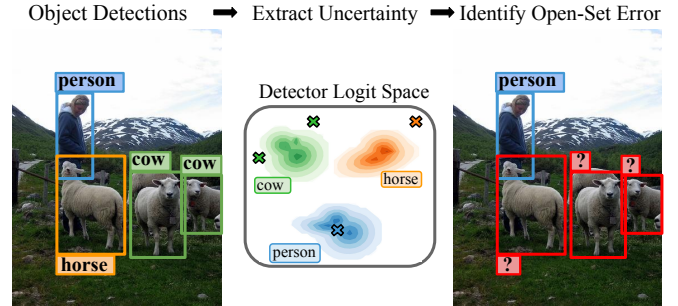 Object Detections → Extract Uncertainty → Identify Open-Set Error
person
cow
cow
horse
Detector Logit Space
cow
horse
person
person
?
?
?